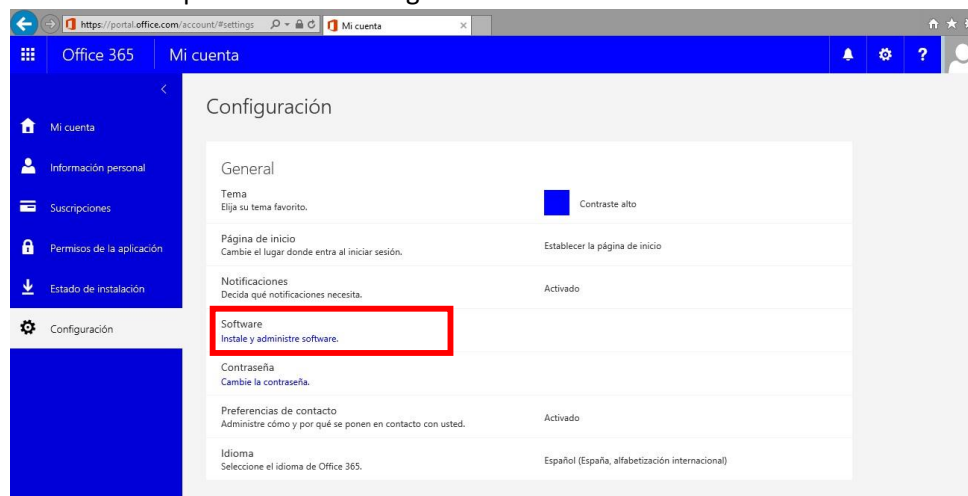 https://portal.office.com/account/#settings
Mi cuenta
Office 365
Mi cuenta
?
Mi cuenta
Información personal
Suscripciones
Permisos de la aplicación
Estado de instalación
Configuración
Configuración
General
Tema
Elija su tema favorito.
Contraste alto
Página de inicio
Cambie el lugar donde entra al iniciar sesión.
Establecer la página de inicio
Notificaciones
Decida qué notificaciones necesita.
Activado
Software
Instale y administre software.
Contraseña
Cambie la contraseña.
Preferencias de contacto
Administre cómo y por qué se ponen en contacto con usted.
Activado
Idioma
Seleccione el idioma de Office 365.
Español (España, alfabetización internacional)